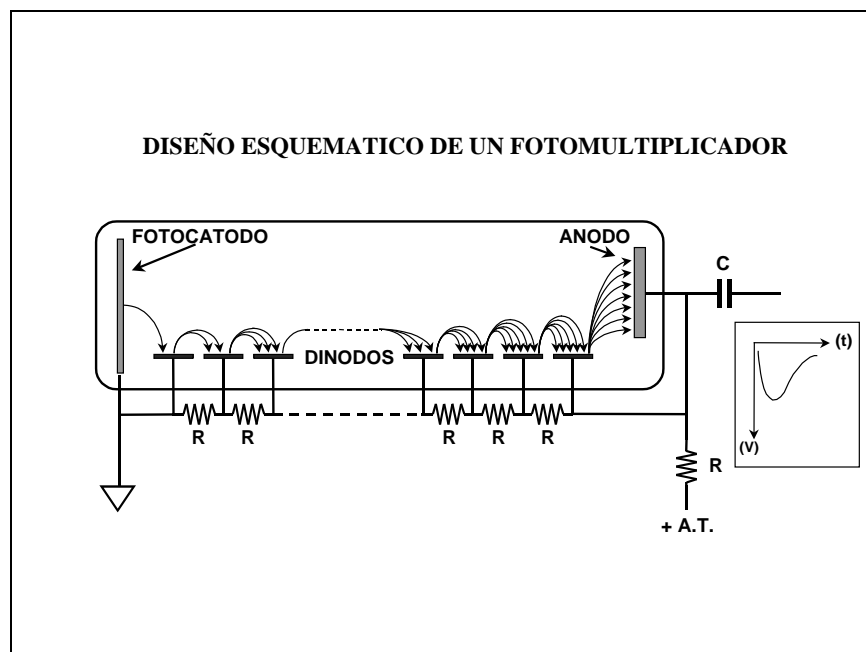 DISEÑO ESQUEMATICO DE UN FOTOMULTIPLICADOR
FOTOCATODO
ANODO
C
DINODOS
(t)
(V)
R
R
R
R
R
R
+ A.T.